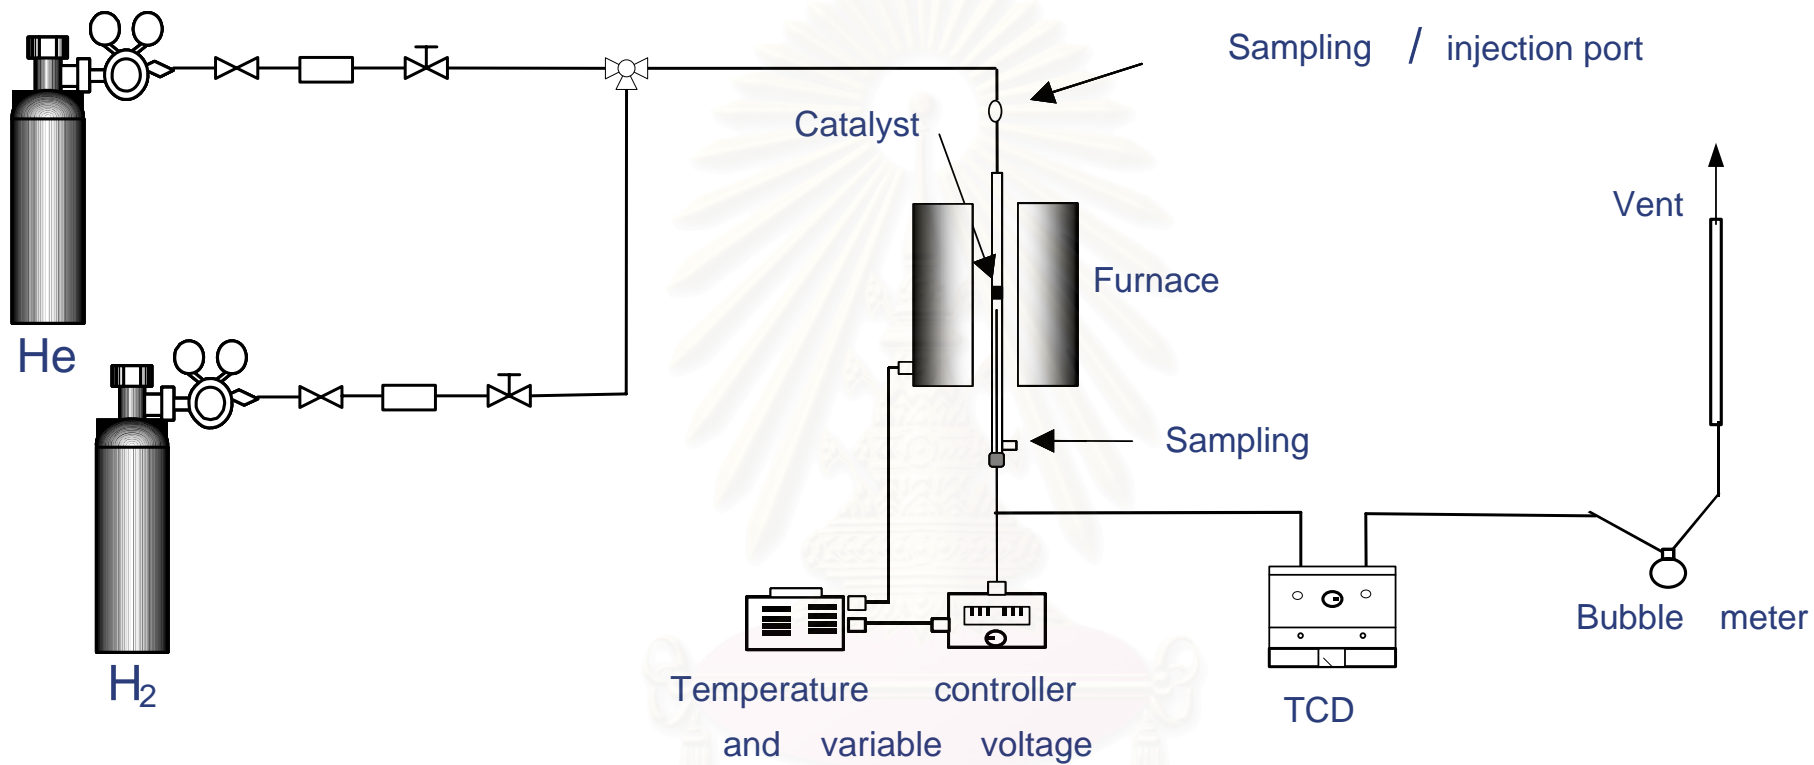 Sampling / injection port
Catalyst
Vent
Furnace
He
Sampling
Bubble meter
H₂
Temperature controller
and variable voltage
TCD